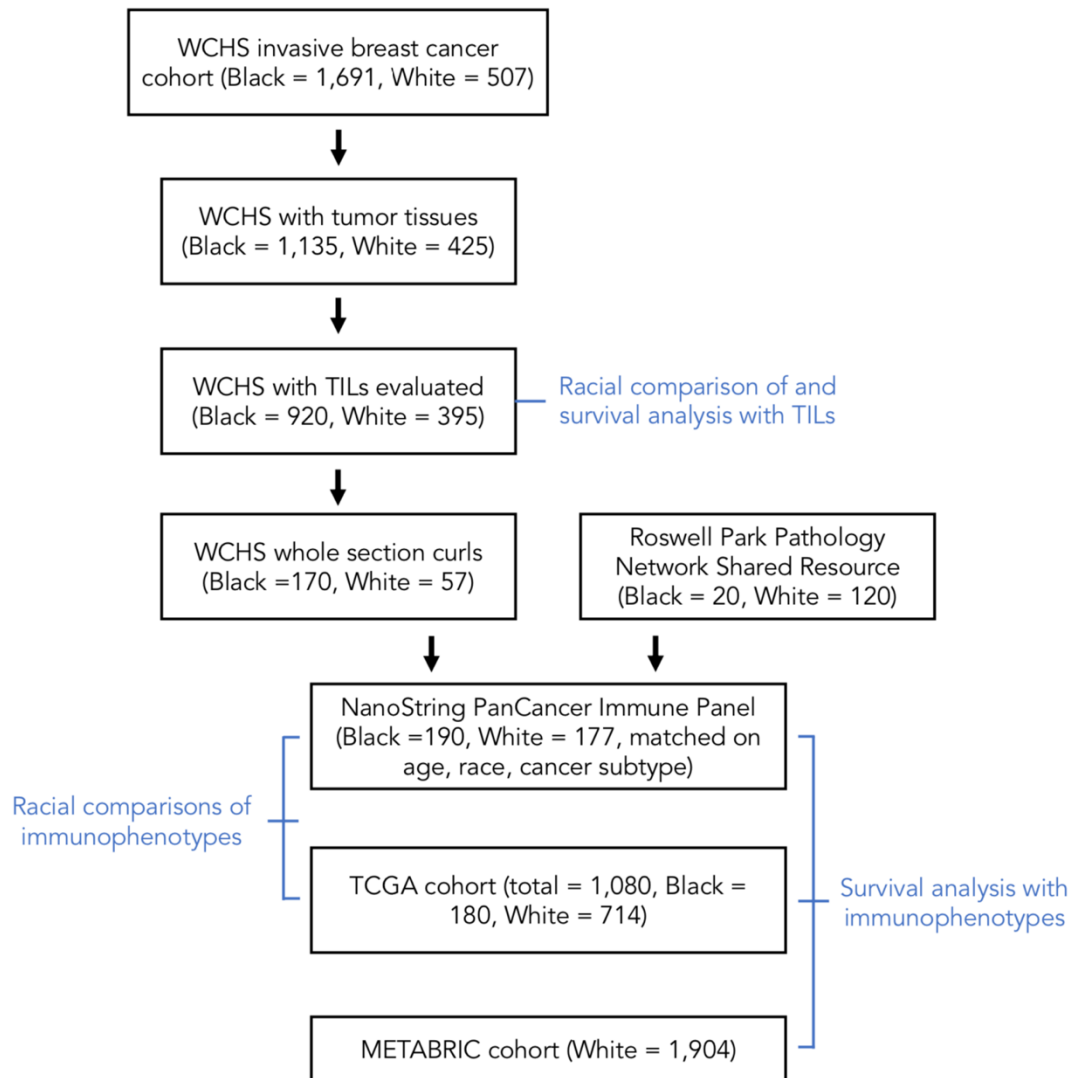 WCHS invasive breast cancer
cohort (Black = 1,691, White = 507)
WCHS with tumor tissues
(Black = 1,135, White = 425)
WCHS with TILs evaluated
(Black = 920, White = 395)
Racial comparison of and
survival analysis with TILs
WCHS whole section curls
(Black =170, White = 57)
Roswell Park Pathology
Network Shared Resource
(Black = 20, White = 120)
NanoString PanCancer Immune Panel
(Black =190, White = 177, matched on
age, race, cancer subtype)
Racial comparisons of
immunophenotypes
TCGA cohort (total = 1,080, Black =
180, White = 714)
Survival analysis with
immunophenotypes
METABRIC cohort (White = 1,904)